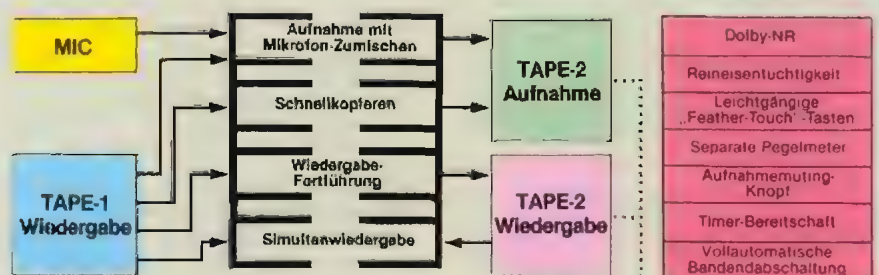 MIC
Aufnahme mit
Mikrofon-Zumischen
Schnellkopieren
Wiedergabe-
Fortführung
Simultanwiedergabe
TAPE-1
Wiedergabe
TAPE-2
Aufnahme
TAPE-2
Wiedergabe
Dolby-NR
Reineisentüchtigkeit
Leichtgängige
„Feather-Touch'-Tasten
Separate Pegelmeter
Aufnahmemuting-
Knopf
Timer-Bereitschaft
Vollautomatische
Bandendabschaltung